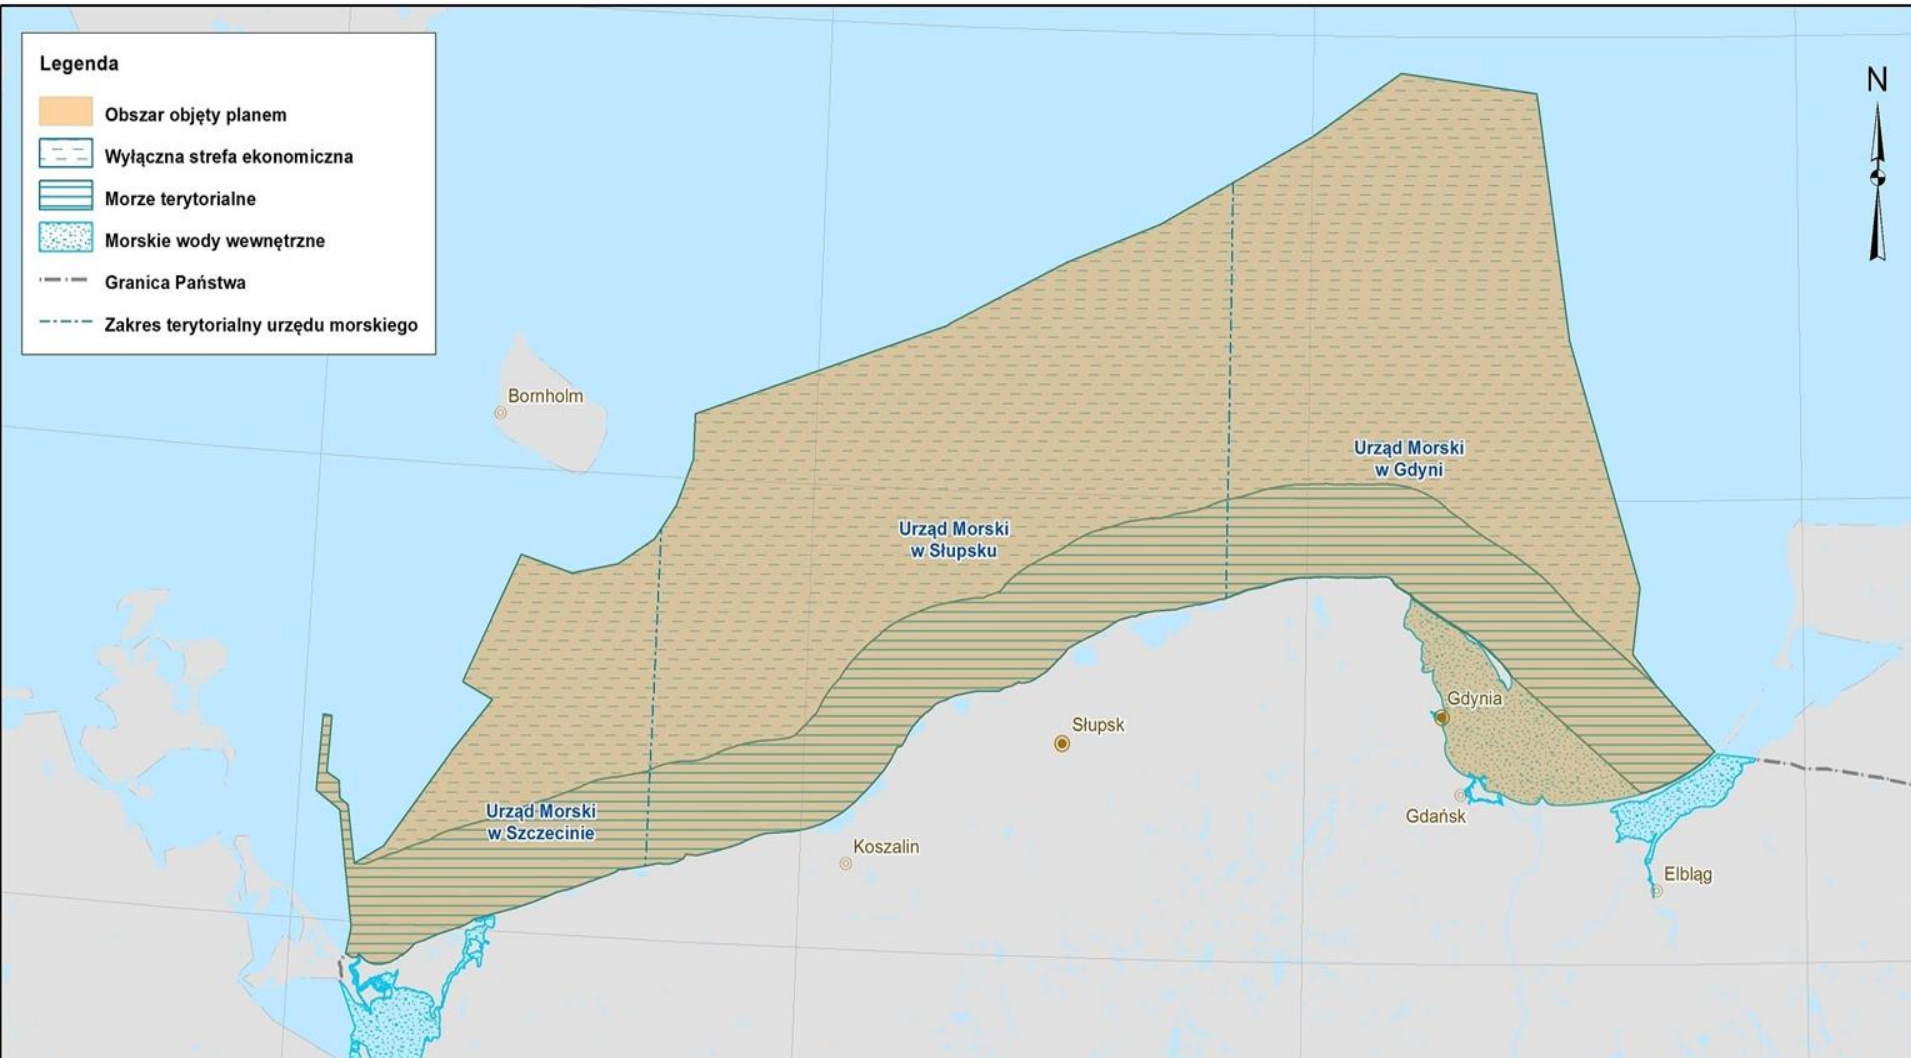 Legenda
Obszar objęty planem
Wyłączna strefa ekonomiczna
Morze terytorialne
Morskie wody wewnętrzne
Granica Państwa
Zakres terytorialny urzędu morskiego
N
Bornholm
Urząd Morski
w Gdyni
Urząd Morski
w Słupsku
Gdynia
Słupsk
Urząd Morski
w Szczecinie
Gdańsk
Koszalin
Elbląg